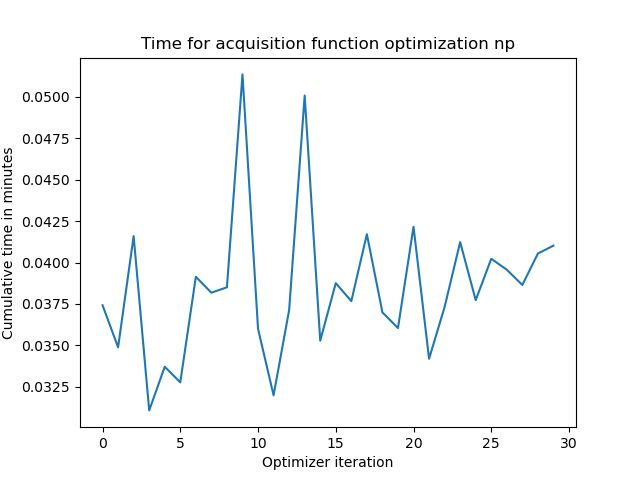 Time for acquisition function optimization np
Cumulative time in minutes
0.0500
0.0475
0.0450
0.0425
0.0400
0.0375
0.0350
0.0325
0 5 10 15 20 25 30
Optimizer iteration